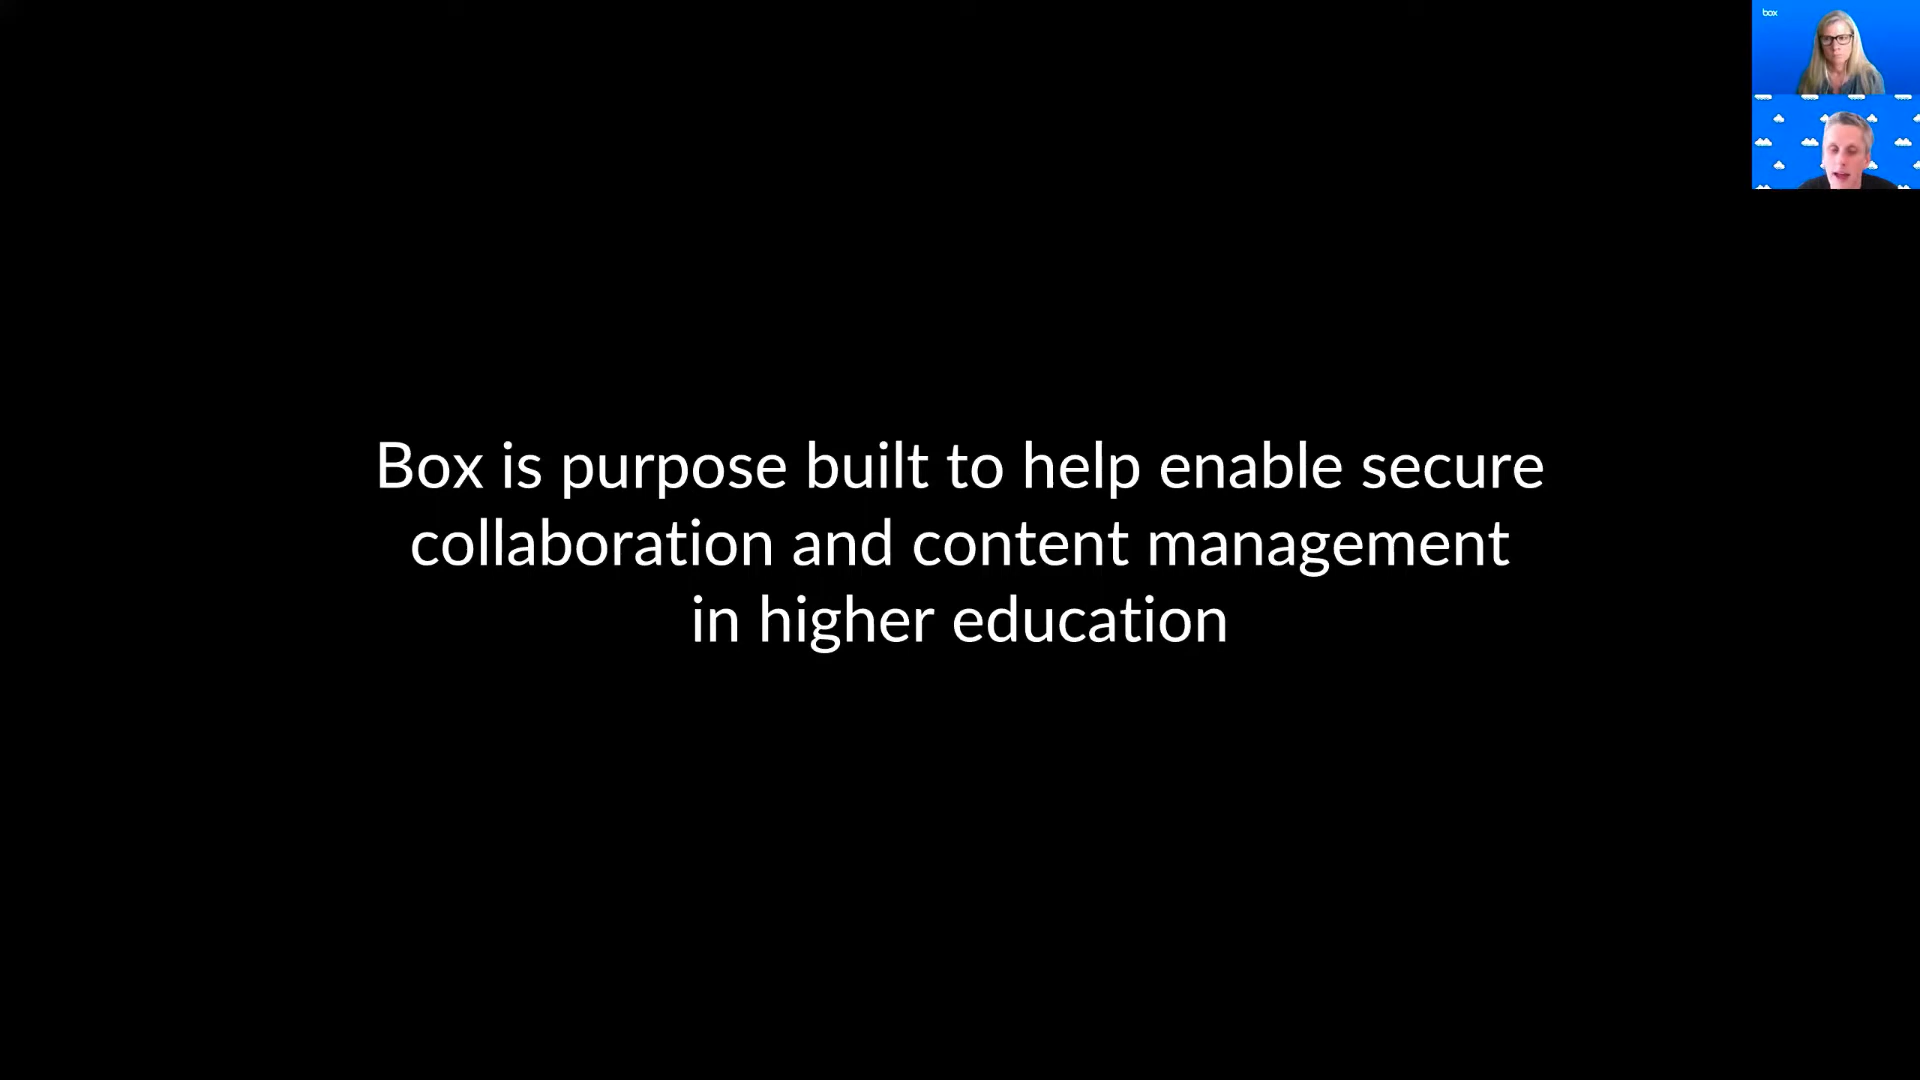 box
Box is purpose built to help enable secure
collaboration and content management
in higher education